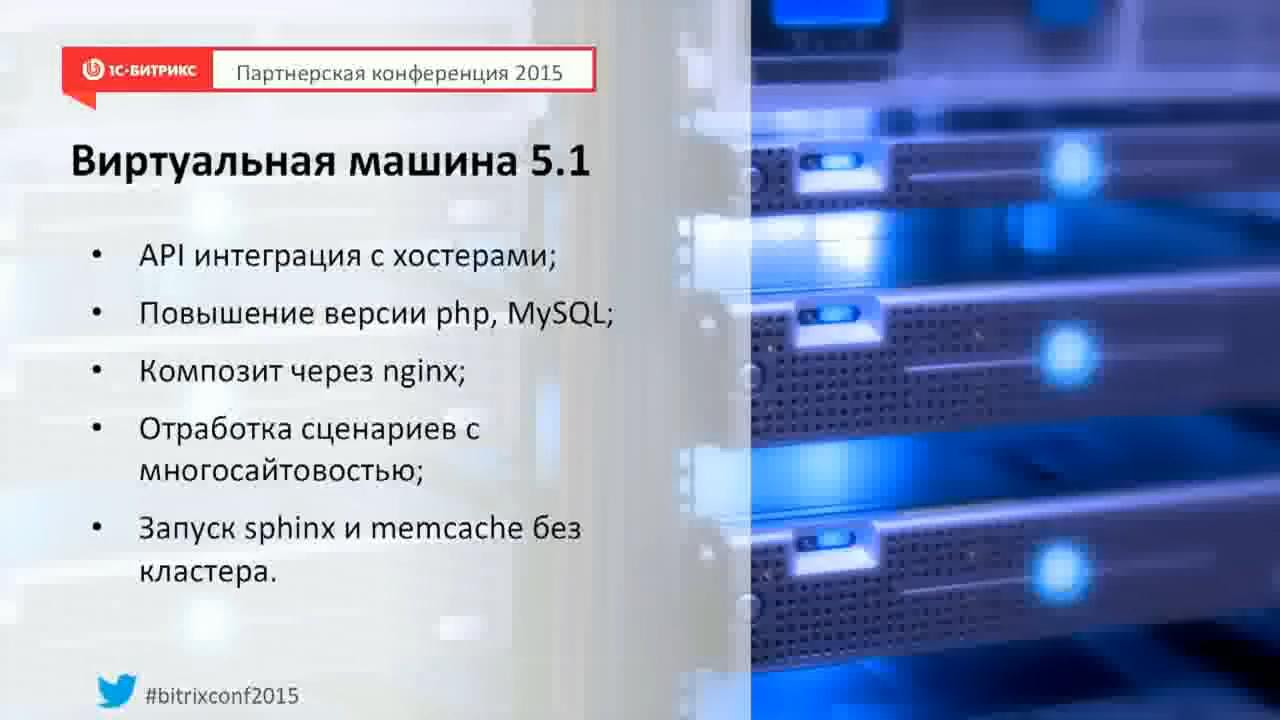 1С-БИТРИКС
Партнерская конференция 2015
Виртуальная машина 5.1
• API интеграция с хостерами;
• Повышение версии php, MySQL;
• Композит через nginx;
• Отработка сценариев с
многосайтовостью;
• Запуск sphinx и memcache без
кластера.
#bitrixconf2015